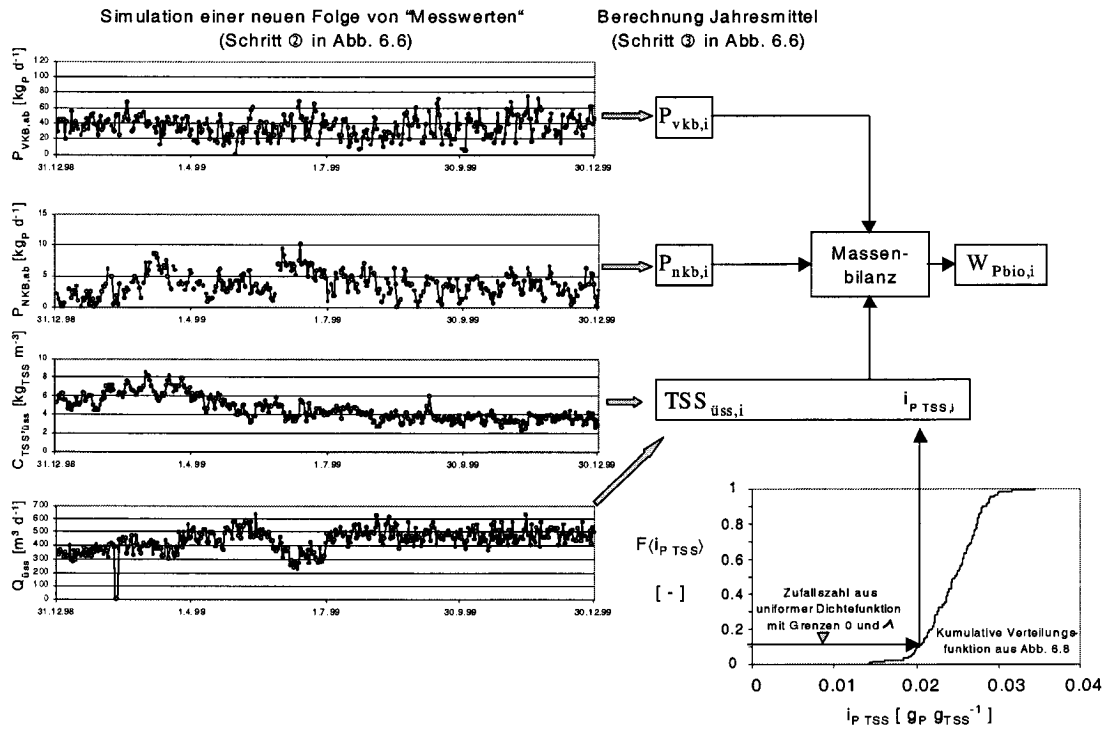 Simulation einer neuen Folge von "Messwerten"
(Schritt ② in Abb. 6.6)
Berechnung Jahresmittel
(Schritt ③ in Abb. 6.6)
P_VKB,ab [kg_P d⁻¹]
120
100
80
60
40
20
0
31.12.98
1.4.99
1.7.99
30.9.99
30.12.99
P_vkb,i
P_NKB,ab [kg_P d⁻¹]
15
10
5
0
31.12.98
1.4.99
1.7.99
30.9.99
30.12.99
P_nkb,i
Massen-
bilanz
W_Pbio,i
C_TSS,üss [kg_TSS m⁻³]
10
8
6
4
2
0
31.12.98
1.4.99
1.7.99
30.9.99
30.12.99
TSS_üss,i
i_P TSS,i
Q_üss [m³ d⁻¹]
700
600
500
400
300
200
100
0
31.12.98
1.4.99
1.7.99
30.9.99
30.12.99
F(i_P TSS)
[ - ]
1
0.8
0.6
0.4
0.2
0
Zufallszahl aus
uniformer Dichtefunktion
mit Grenzen 0 und 1
Kumulative Verteilungs-
funktion aus Abb. 6.8
0
0.01
0.02
0.03
0.04
i_P TSS [ g_P g_TSS⁻¹ ]